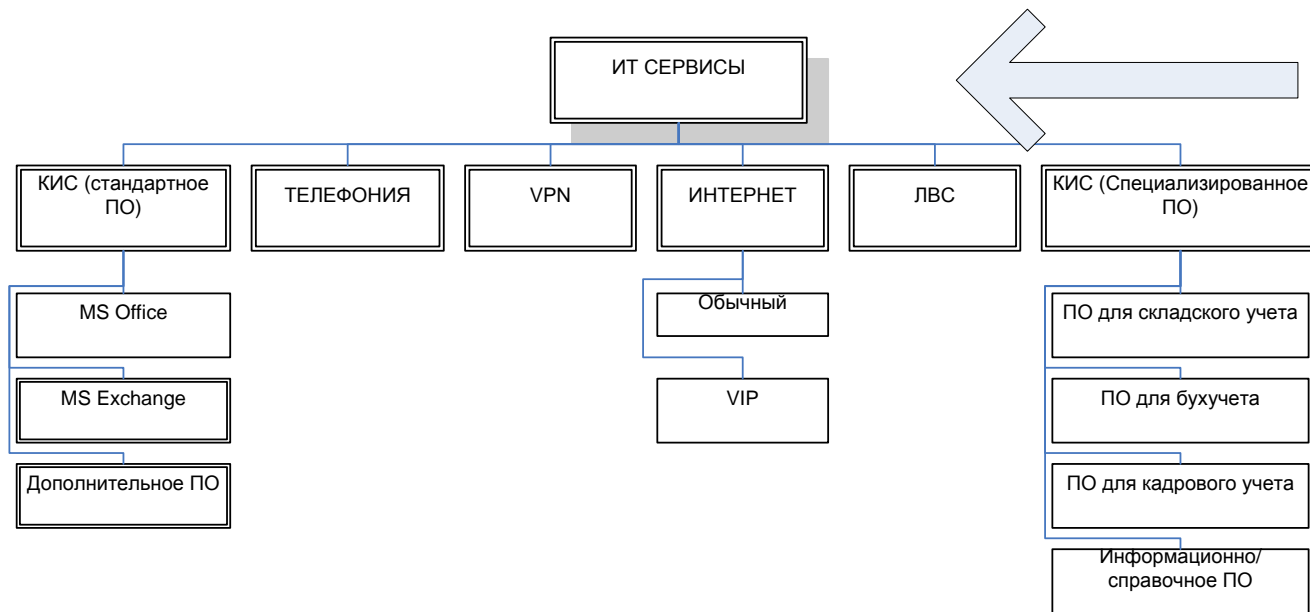 ИТ СЕРВИСЫ
КИС (стандартное
ПО)
ТЕЛЕФОНИЯ
VPN
ИНТЕРНЕТ
ЛВС
КИС (Специализированное
ПО)
MS Office
MS Exchange
Дополнительное ПО
Обычный
VIP
ПО для складского учета
ПО для бухучета
ПО для кадрового учета
Информационно/
справочное ПО